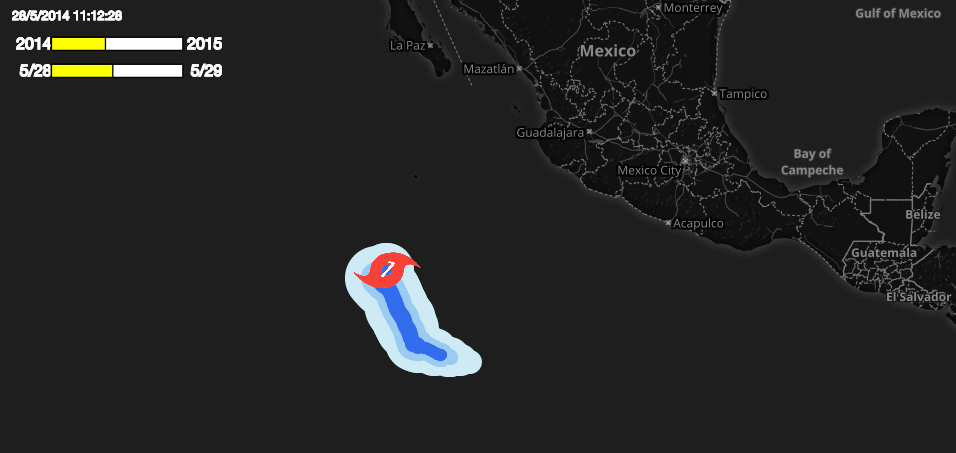 28/5/2014 11:12:28
2014 2015
5/28 5/29
Monterrey
Gulf of Mexico
La Paz
Mexico
Mazatlán
Tampico
Guadalajara
Bay of
Campeche
Mexico City
Belize
Acapulco
Guatemala
El Salvador